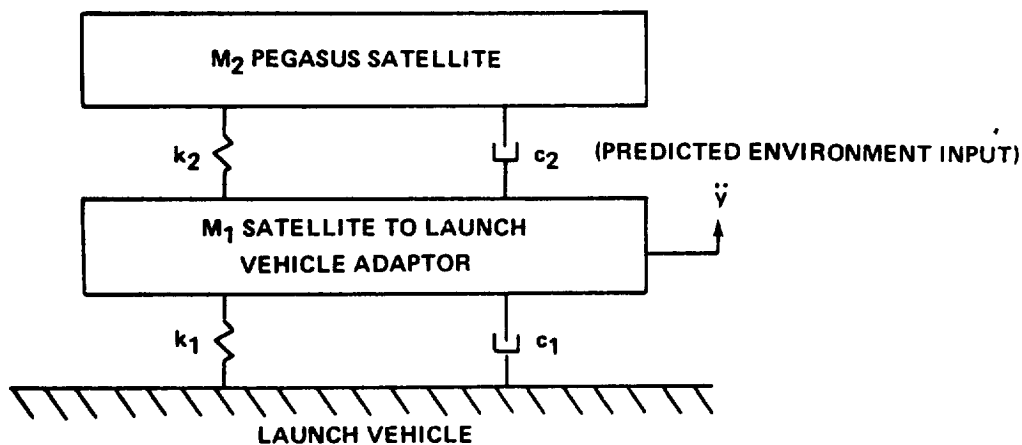 M2 PEGASUS SATELLITE
k2
c2
(PREDICTED ENVIRONMENT INPUT)
ÿ
M1 SATELLITE TO LAUNCH
VEHICLE ADAPTOR
k1
c1
LAUNCH VEHICLE